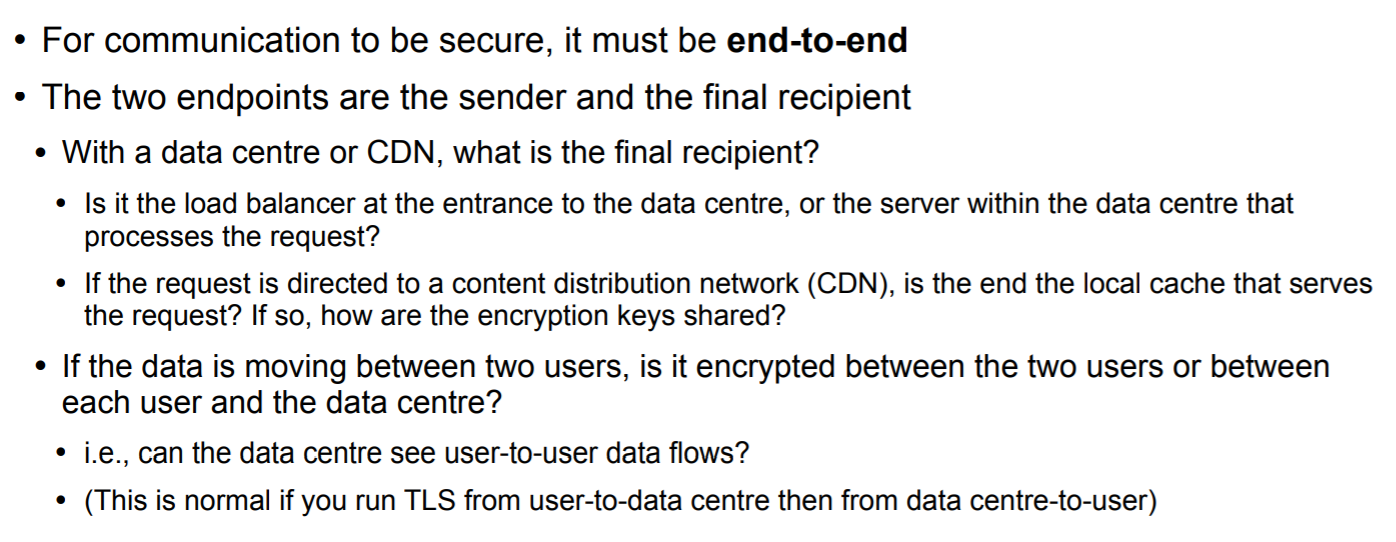 • For communication to be secure, it must be end-to-end
• The two endpoints are the sender and the final recipient
• With a data centre or CDN, what is the final recipient?
• Is it the load balancer at the entrance to the data centre, or the server within the data centre that
processes the request?
• If the request is directed to a content distribution network (CDN), is the end the local cache that serves
the request? If so, how are the encryption keys shared?
• If the data is moving between two users, is it encrypted between the two users or between
each user and the data centre?
• i.e., can the data centre see user-to-user data flows?
• (This is normal if you run TLS from user-to-data centre then from data centre-to-user)